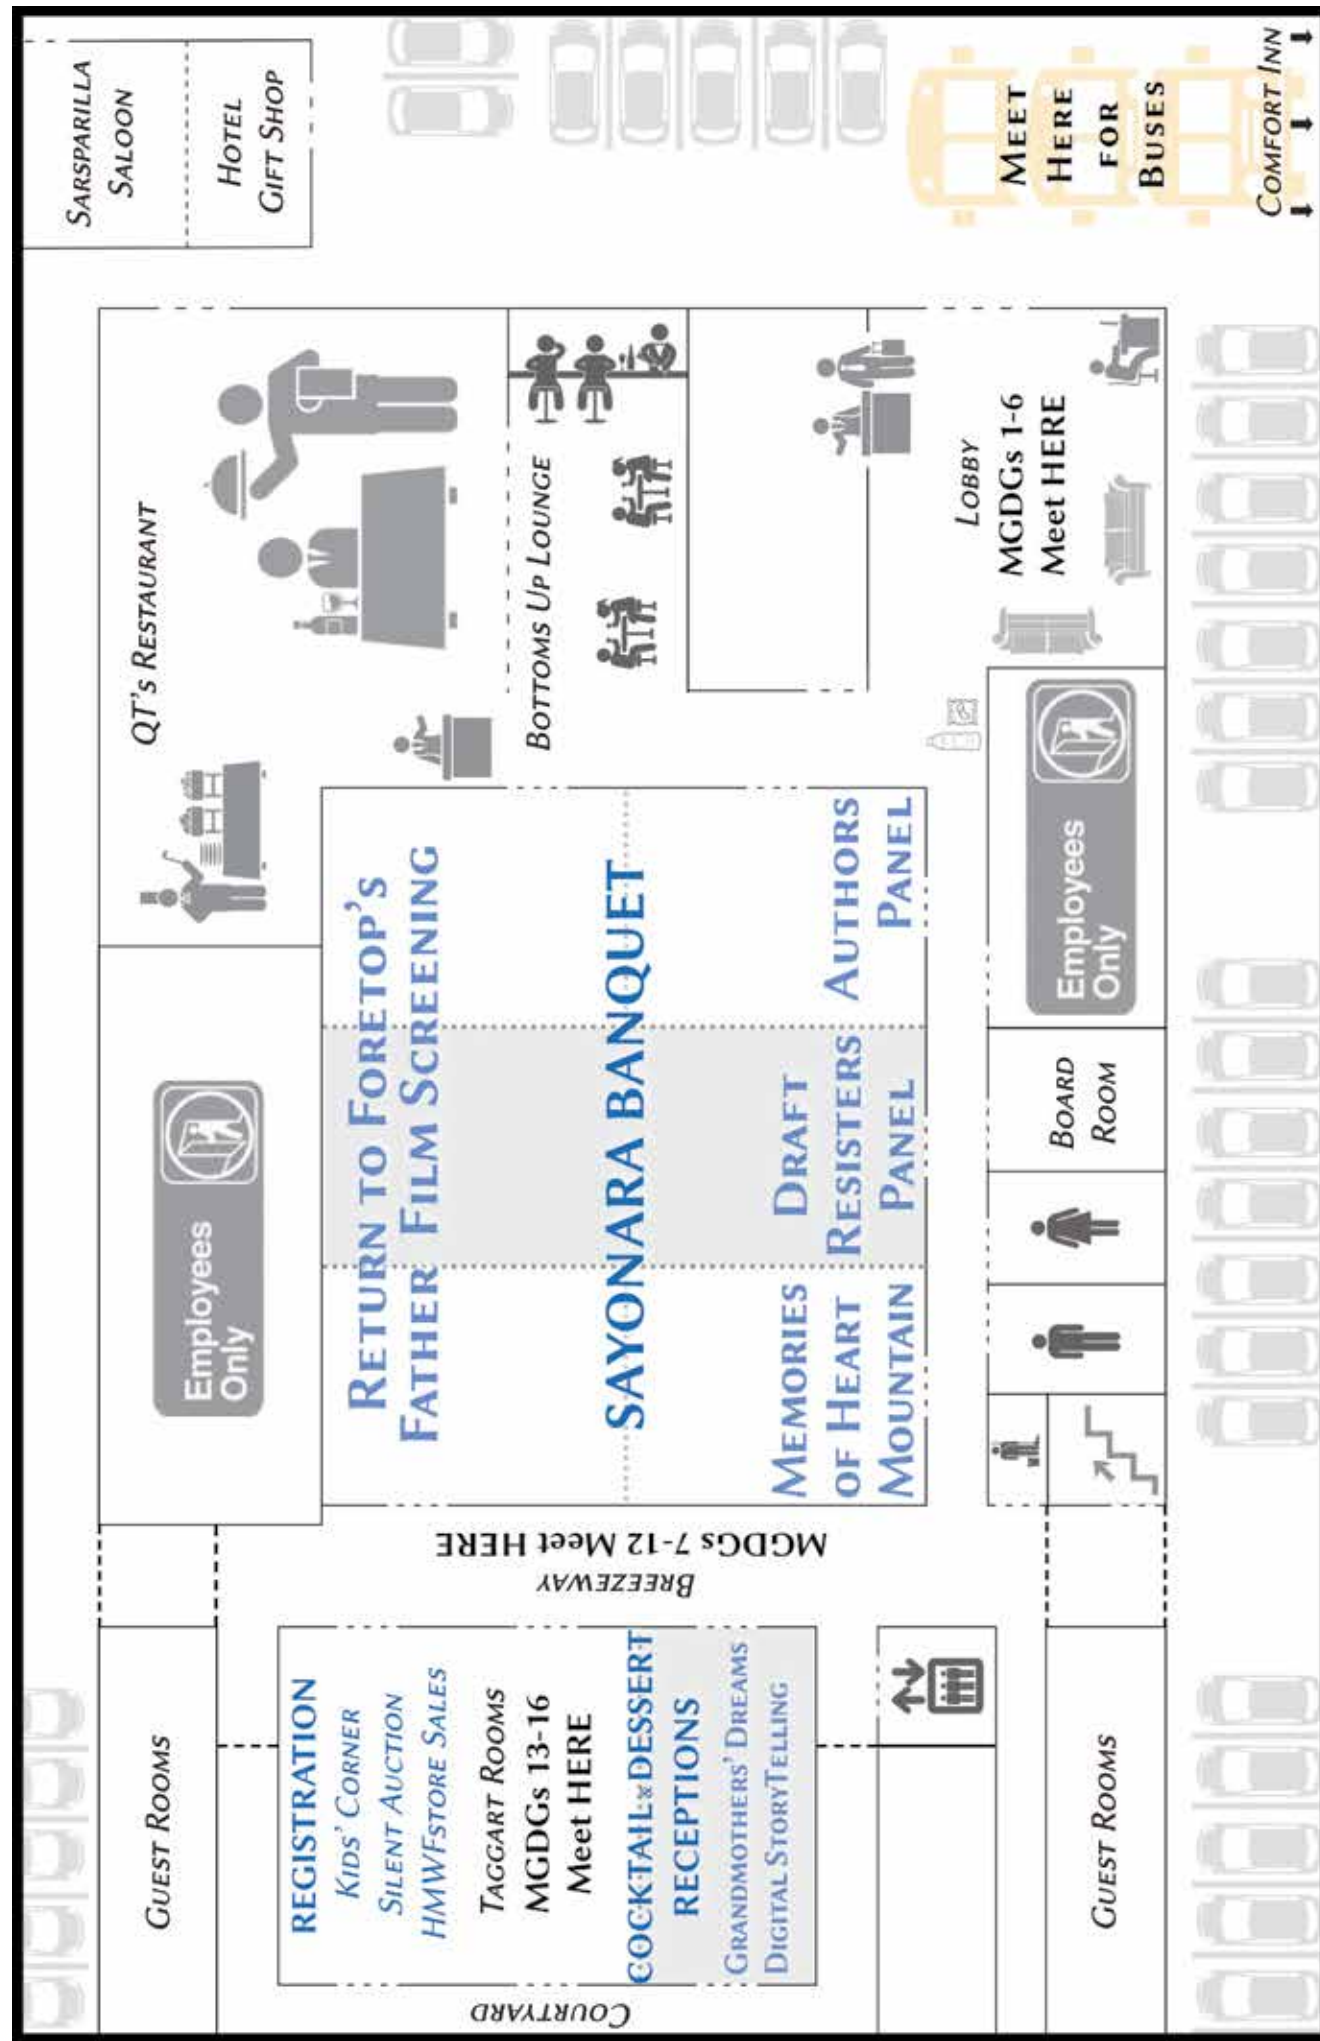 SARSPARILLA
SALOON
HOTEL
GIFT SHOP
MEET
HERE
FOR
BUSES
COMFORT INN
QT'S RESTAURANT
BOTTOMS UP LOUNGE
LOBBY
MGDGs 1-6
Meet HERE
Employees
Only
RETURN TO FORETOP'S
FATHER FILM SCREENING
SAYONARA BANQUET
MEMORIES
OF HEART
MOUNTAIN
DRAFT
RESISTERS
PANEL
AUTHORS
PANEL
Employees
Only
BOARD
ROOM
MGDGs 7-12 Meet HERE
BREEZEWAY
GUEST ROOMS
REGISTRATION
KIDS' CORNER
SILENT AUCTION
HMWFSTORE SALES
TAGGART ROOMS
MGDGs 13-16
Meet HERE
COCKTAIL & DESSERT
RECEPTIONS
GRANDMOTHERS' DREAMS
DIGITAL STORYTELLING
GUEST ROOMS
COURTYARD